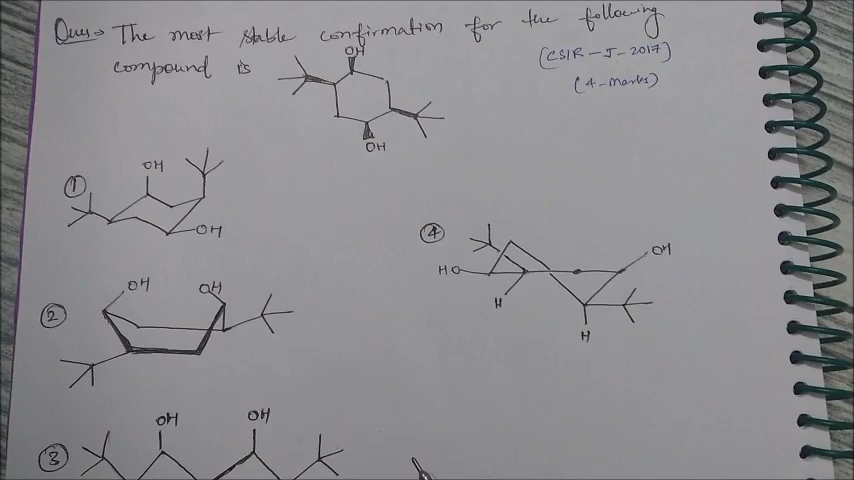 Ques→ The most stable confirmation for the following
compound is
(CSIR-J-2017)
(4-marks)
OH
OH
① OH
OH
② OH OH
③ OH OH
④ OH
HO
H
H